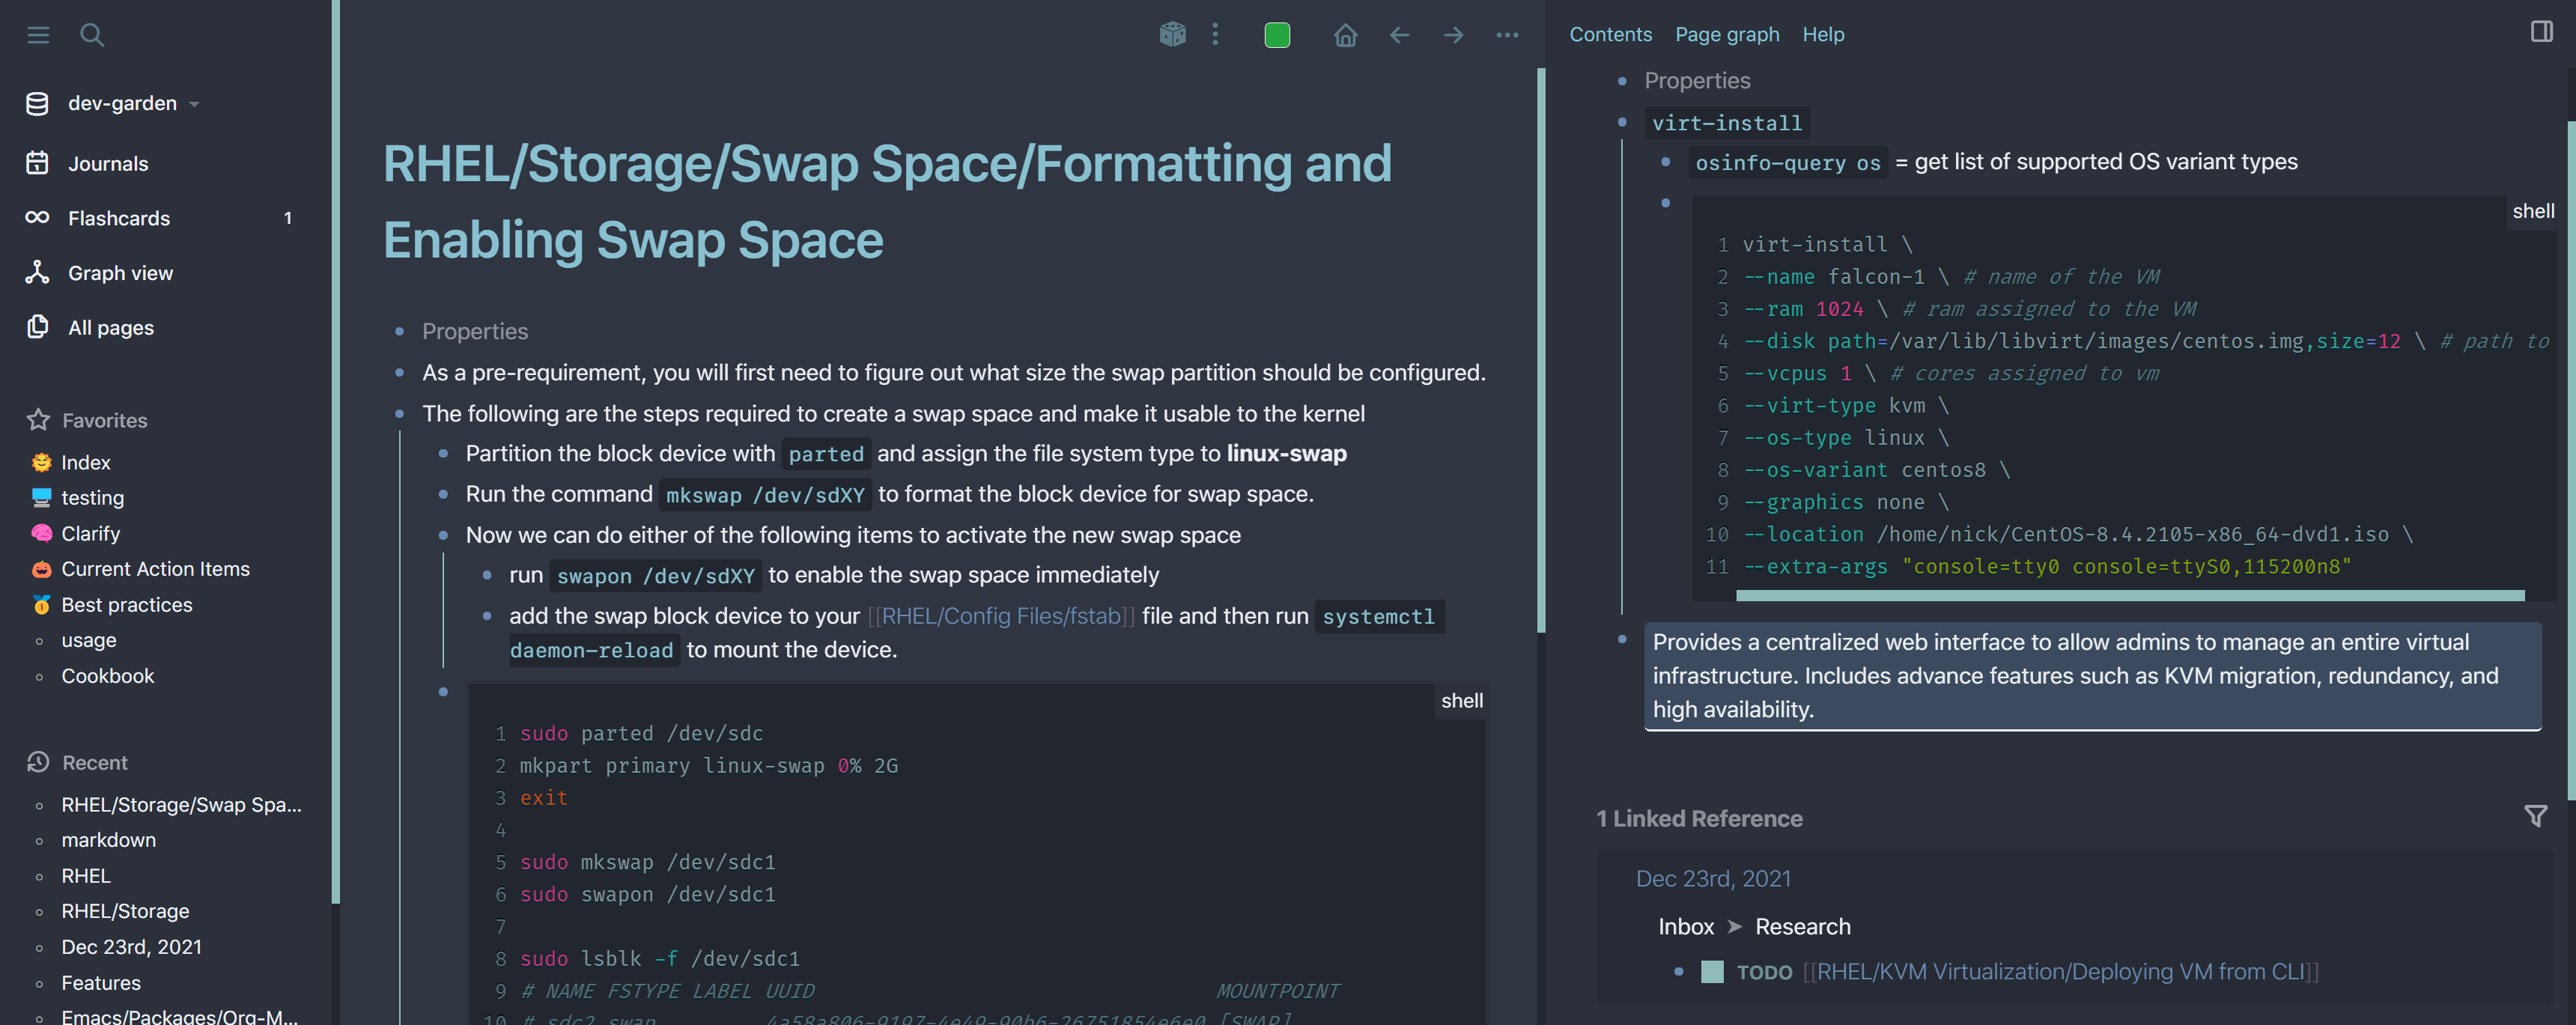 dev-garden
Journals
Flashcards 1
Graph view
All pages
Favorites
Index
testing
Clarify
Current Action Items
Best practices
usage
Cookbook
Recent
RHEL/Storage/Swap Spa...
markdown
RHEL
RHEL/Storage
Dec 23rd, 2021
Features
Emacs/Packages/Org-M...
RHEL/Storage/Swap Space/Formatting and
Enabling Swap Space
Properties
As a pre-requirement, you will first need to figure out what size the swap partition should be configured.
The following are the steps required to create a swap space and make it usable to the kernel
Partition the block device with parted and assign the file system type to linux-swap
Run the command mkswap /dev/sdXY to format the block device for swap space.
Now we can do either of the following items to activate the new swap space
run swapon /dev/sdXY to enable the swap space immediately
add the swap block device to your [[RHEL/Config Files/fstab]] file and then run systemctl
daemon-reload to mount the device.
shell
1 sudo parted /dev/sdc
2 mkpart primary linux-swap 0% 2G
3 exit
4
5 sudo mkswap /dev/sdc1
6 sudo swapon /dev/sdc1
7
8 sudo lsblk -f /dev/sdc1
9 # NAME FSTYPE LABEL UUID MOUNTPOINT
10 # sdc2 swap 4a58a806-9197-4e49-90b6-26751854e6e0 [SWAP]
Contents Page graph Help
Properties
virt-install
osinfo-query os = get list of supported OS variant types
shell
1 virt-install \
2 --name falcon-1 \ # name of the VM
3 --ram 1024 \ # ram assigned to the VM
4 --disk path=/var/lib/libvirt/images/centos.img,size=12 \ # path to
5 --vcpus 1 \ # cores assigned to vm
6 --virt-type kvm \
7 --os-type linux \
8 --os-variant centos8 \
9 --graphics none \
10 --location /home/nick/CentOS-8.4.2105-x86_64-dvd1.iso \
11 --extra-args "console=tty0 console=ttyS0,115200n8"
Provides a centralized web interface to allow admins to manage an entire virtual
infrastructure. Includes advance features such as KVM migration, redundancy, and
high availability.
1 Linked Reference
Dec 23rd, 2021
Inbox ➤ Research
TODO [[RHEL/KVM Virtualization/Deploying VM from CLI]]